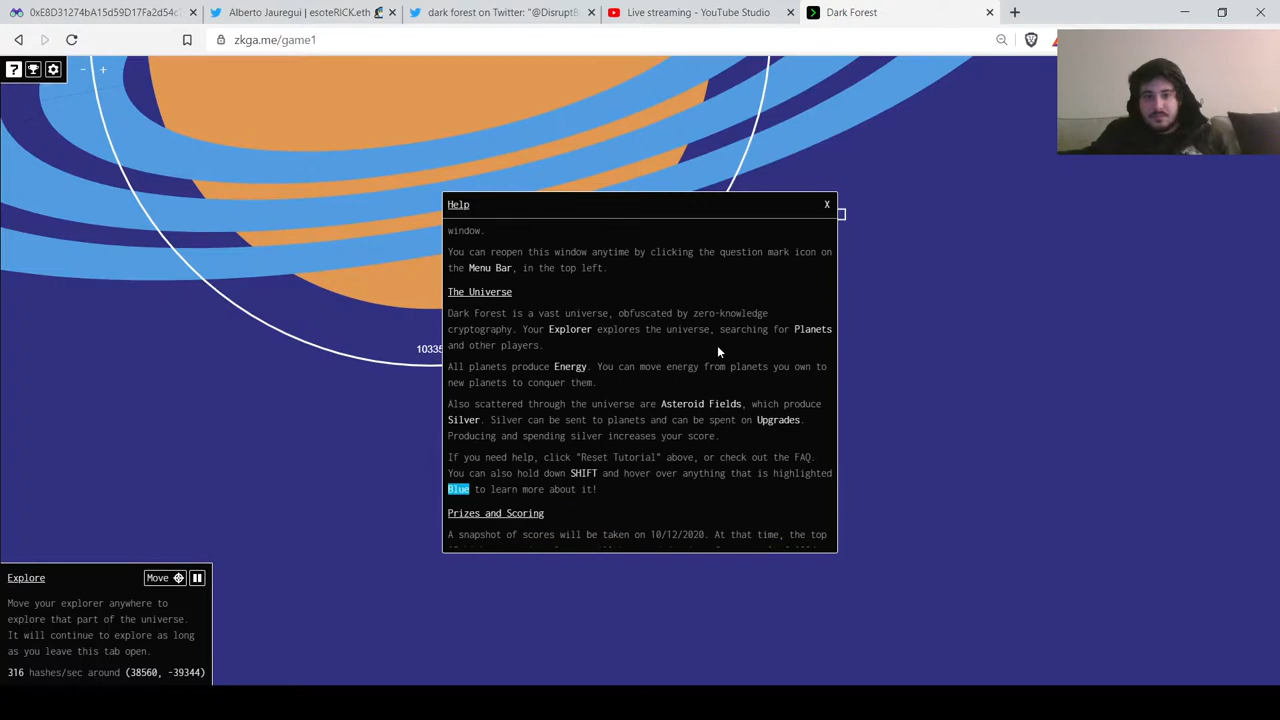 0xE8D31274bA15d59D17Fa2d54c
Alberto Jauregui | esoteRICK.eth
dark forest on Twitter: "@DisruptB
Live streaming - YouTube Studio
Dark Forest
zkga.me/game1
?
- +
10335
Help
X
window.
You can reopen this window anytime by clicking the question mark icon on
the Menu Bar, in the top left.
The Universe
Dark Forest is a vast universe, obfuscated by zero-knowledge
cryptography. Your Explorer explores the universe, searching for Planets
and other players.
All planets produce Energy. You can move energy from planets you own to
new planets to conquer them.
Also scattered through the universe are Asteroid Fields, which produce
Silver. Silver can be sent to planets and can be spent on Upgrades.
Producing and spending silver increases your score.
If you need help, click "Reset Tutorial" above, or check out the FAQ.
You can also hold down SHIFT and hover over anything that is highlighted
Blue to learn more about it!
Prizes and Scoring
A snapshot of scores will be taken on 10/12/2020. At that time, the top
Explore
Move
Move your explorer anywhere to
explore that part of the universe.
It will continue to explore as long
as you leave this tab open.
316 hashes/sec around (38560, -39344)